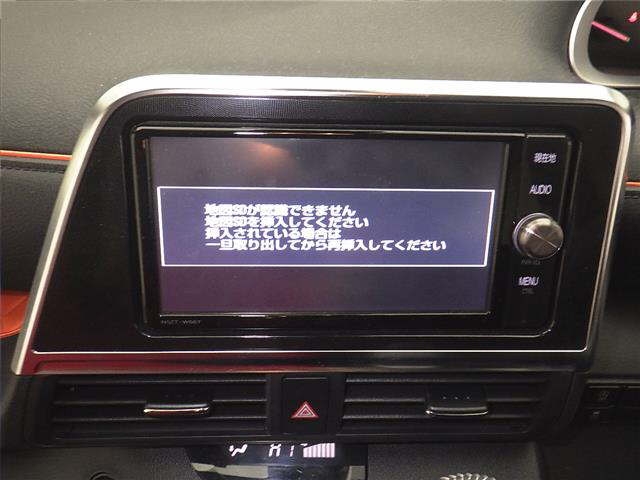 地図SDが認識できません
地図SDを挿入してください
挿入されている場合は
一旦取り出してから再挿入してください
現在地
AUDIO
MENU
NSZT-W66T
A1